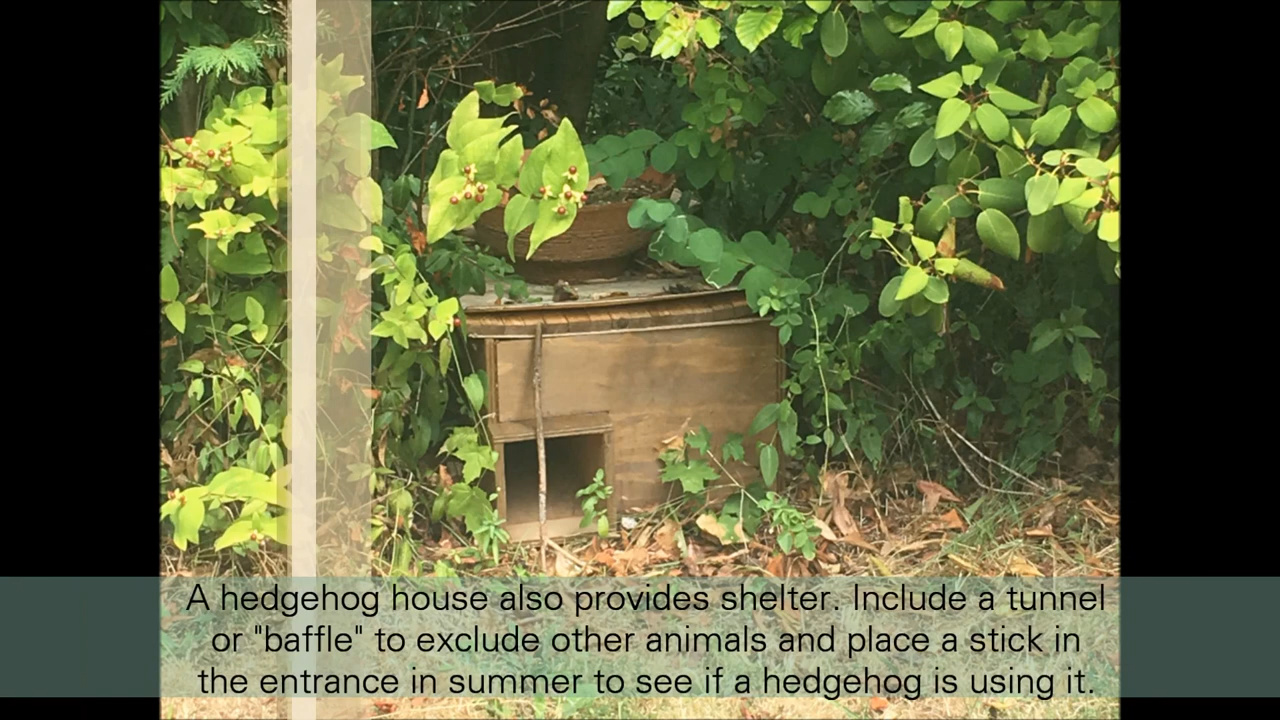 A hedgehog house also provides shelter. Include a tunnel
or "baffle" to exclude other animals and place a stick in
the entrance in summer to see if a hedgehog is using it.